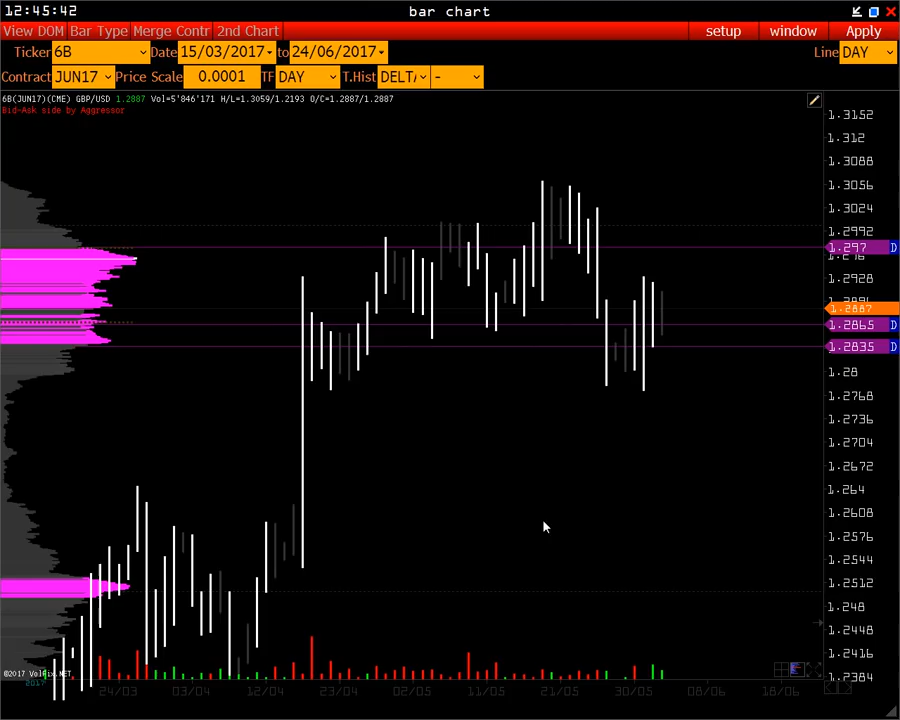 12:45:42 bar chart
View DOM Bar Type Merge Contr 2nd Chart setup window Apply
Ticker 6B Date 15/03/2017 to 24/06/2017 Line DAY
Contract JUN17 Price Scale 0.0001 TF DAY T.Hist DELT -
6B(JUN17)(CME) GBP/USD 1.2887 Vol=5'846'171 H/L=1.3059/1.2193 O/C=1.2887/1.2887
Bid-Ask side by Aggressor
1.3152
1.312
1.3088
1.3056
1.3024
1.2992
1.297 D
1.296
1.2928
1.2887
1.2865 D
1.2835 D
1.28
1.2768
1.2736
1.2704
1.2672
1.264
1.2608
1.2576
1.2544
1.2512
1.248
1.2448
1.2416
1.2384
©2017 VolFix.NET
2017 24/03 03/04 12/04 23/04 02/05 11/05 21/05 30/05 08/06 18/06